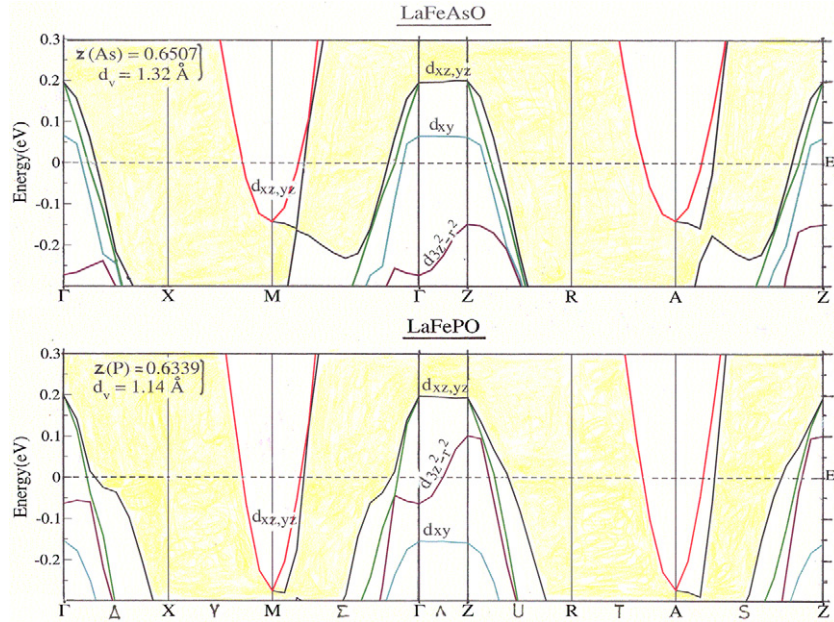 LaFeAsO
0.3
0.2
0.1
0
-0.1
-0.2
Energy(eV)
z(As) = 0.6507
d_v = 1.32 Å
d_xz,yz
d_xy
d_xz,yz
d_3z²-r²
E
Γ X M Γ Z R A Z
LaFePO
0.3
0.2
0.1
0
-0.1
-0.2
Energy(eV)
z(P) = 0.6339
d_v = 1.14 Å
d_xz,yz
d_3z²-r²
d_xz,yz
d_xy
E
Γ Δ X Y M Σ Γ Λ Z U R T A S Z